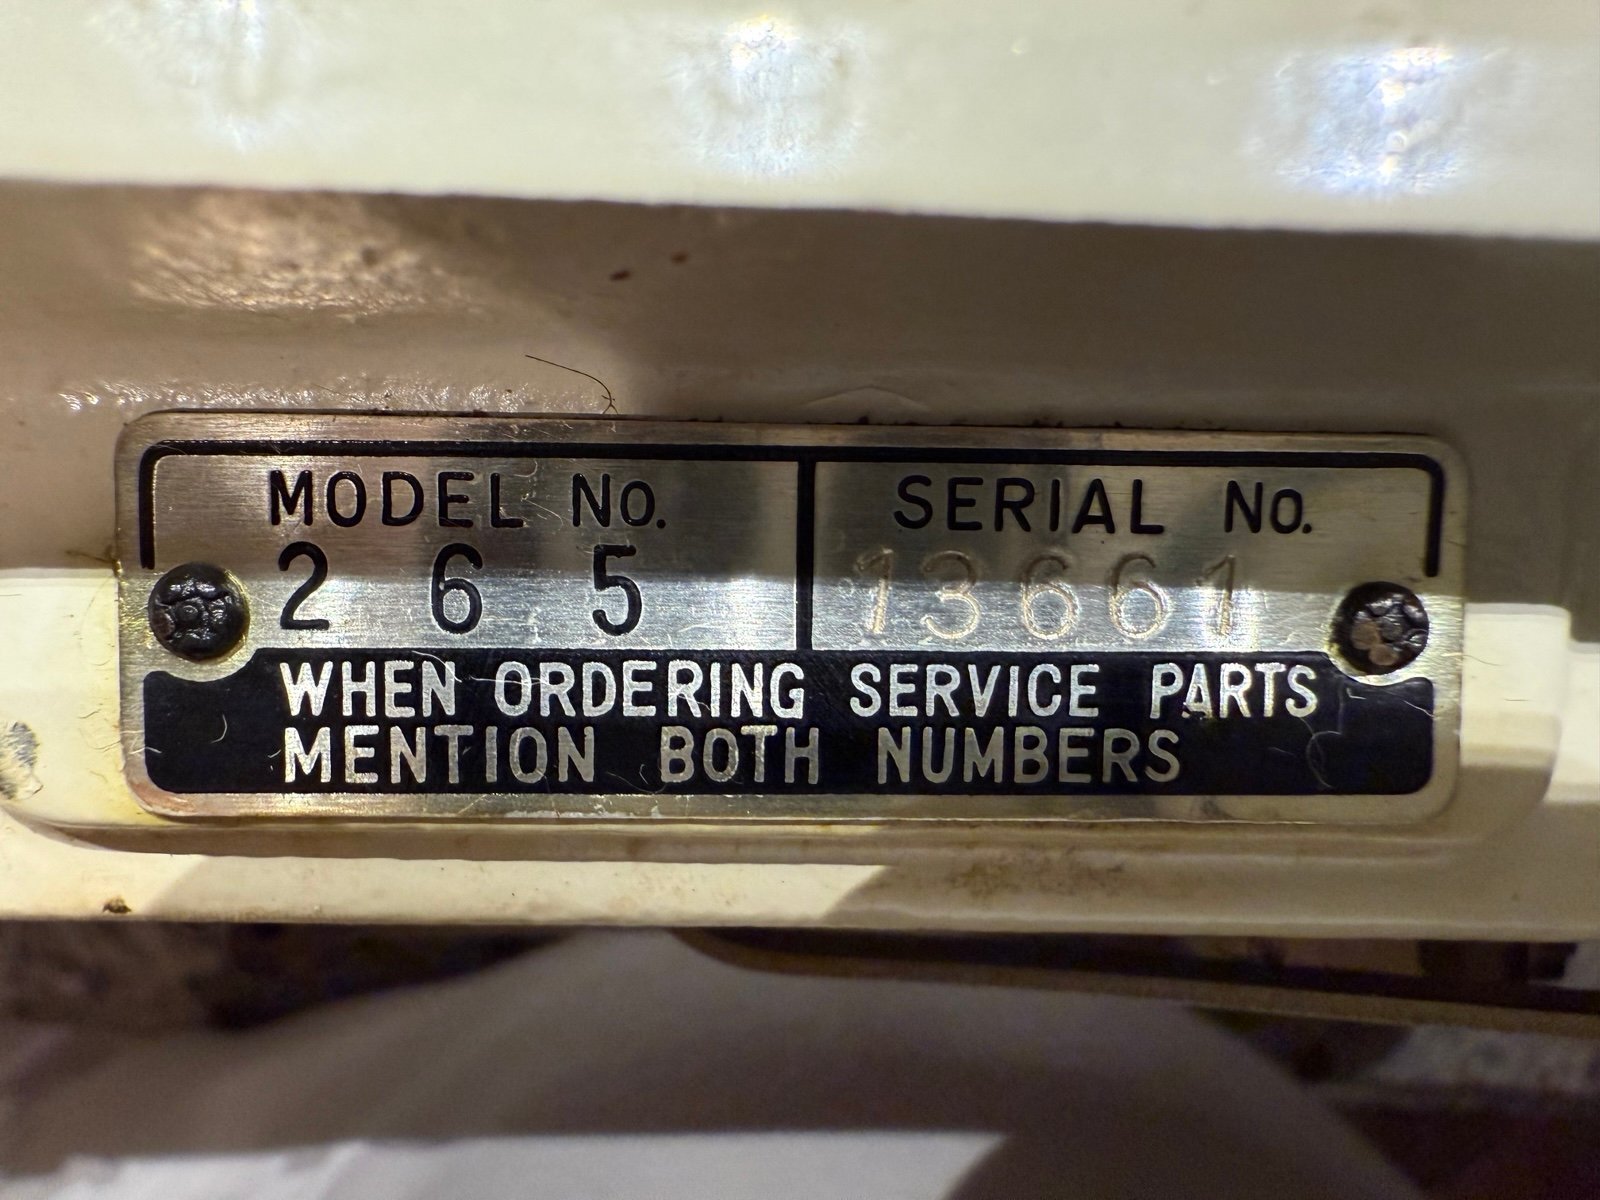 MODEL No. SERIAL No.
2 6 5 13661
WHEN ORDERING SERVICE PARTS
MENTION BOTH NUMBERS